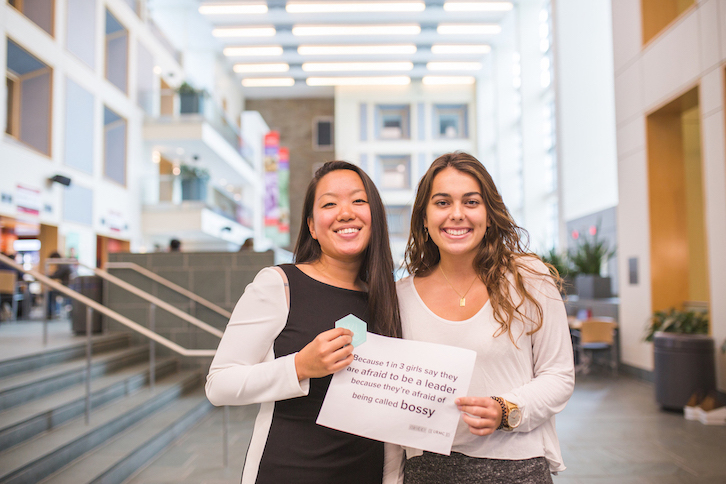 Because 1 in 3 girls say they
are afraid to be a leader
because they're afraid of
being called bossy